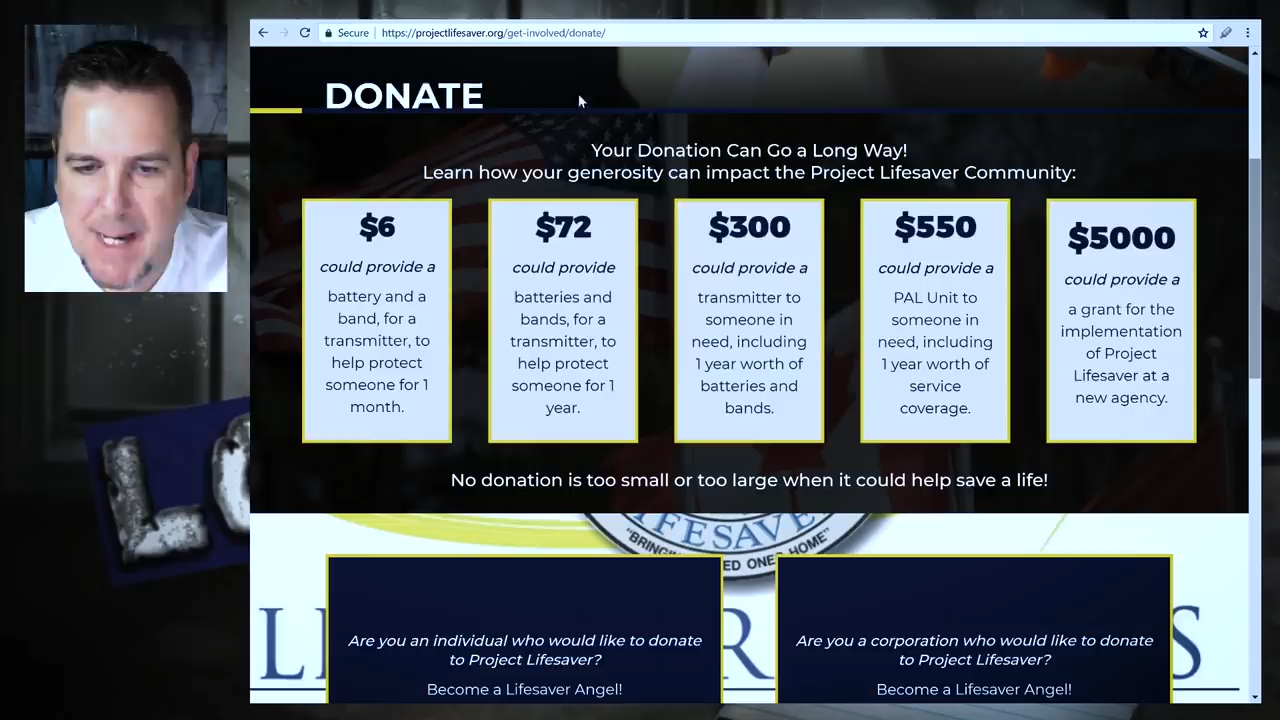 Secure
https://projectlifesaver.org/get-involved/donate/
DONATE
Your Donation Can Go a Long Way!
Learn how your generosity can impact the Project Lifesaver Community:
$6
could provide a
battery and a
band, for a
transmitter, to
help protect
someone for 1
month.
$72
could provide
batteries and
bands, for a
transmitter, to
help protect
someone for 1
year.
$300
could provide a
transmitter to
someone in
need, including
1 year worth of
batteries and
bands.
$550
could provide a
PAL Unit to
someone in
need, including
1 year worth of
service
coverage.
$5000
could provide a
a grant for the
implementation
of Project
Lifesaver at a
new agency.
No donation is too small or too large when it could help save a life!
LIFESAVE
"BRINGIN
ED ONES HOME"
LO
LI
R
S
Are you an individual who would like to donate
to Project Lifesaver?
Become a Lifesaver Angel!
Are you a corporation who would like to donate
to Project Lifesaver?
Become a Lifesaver Angel!